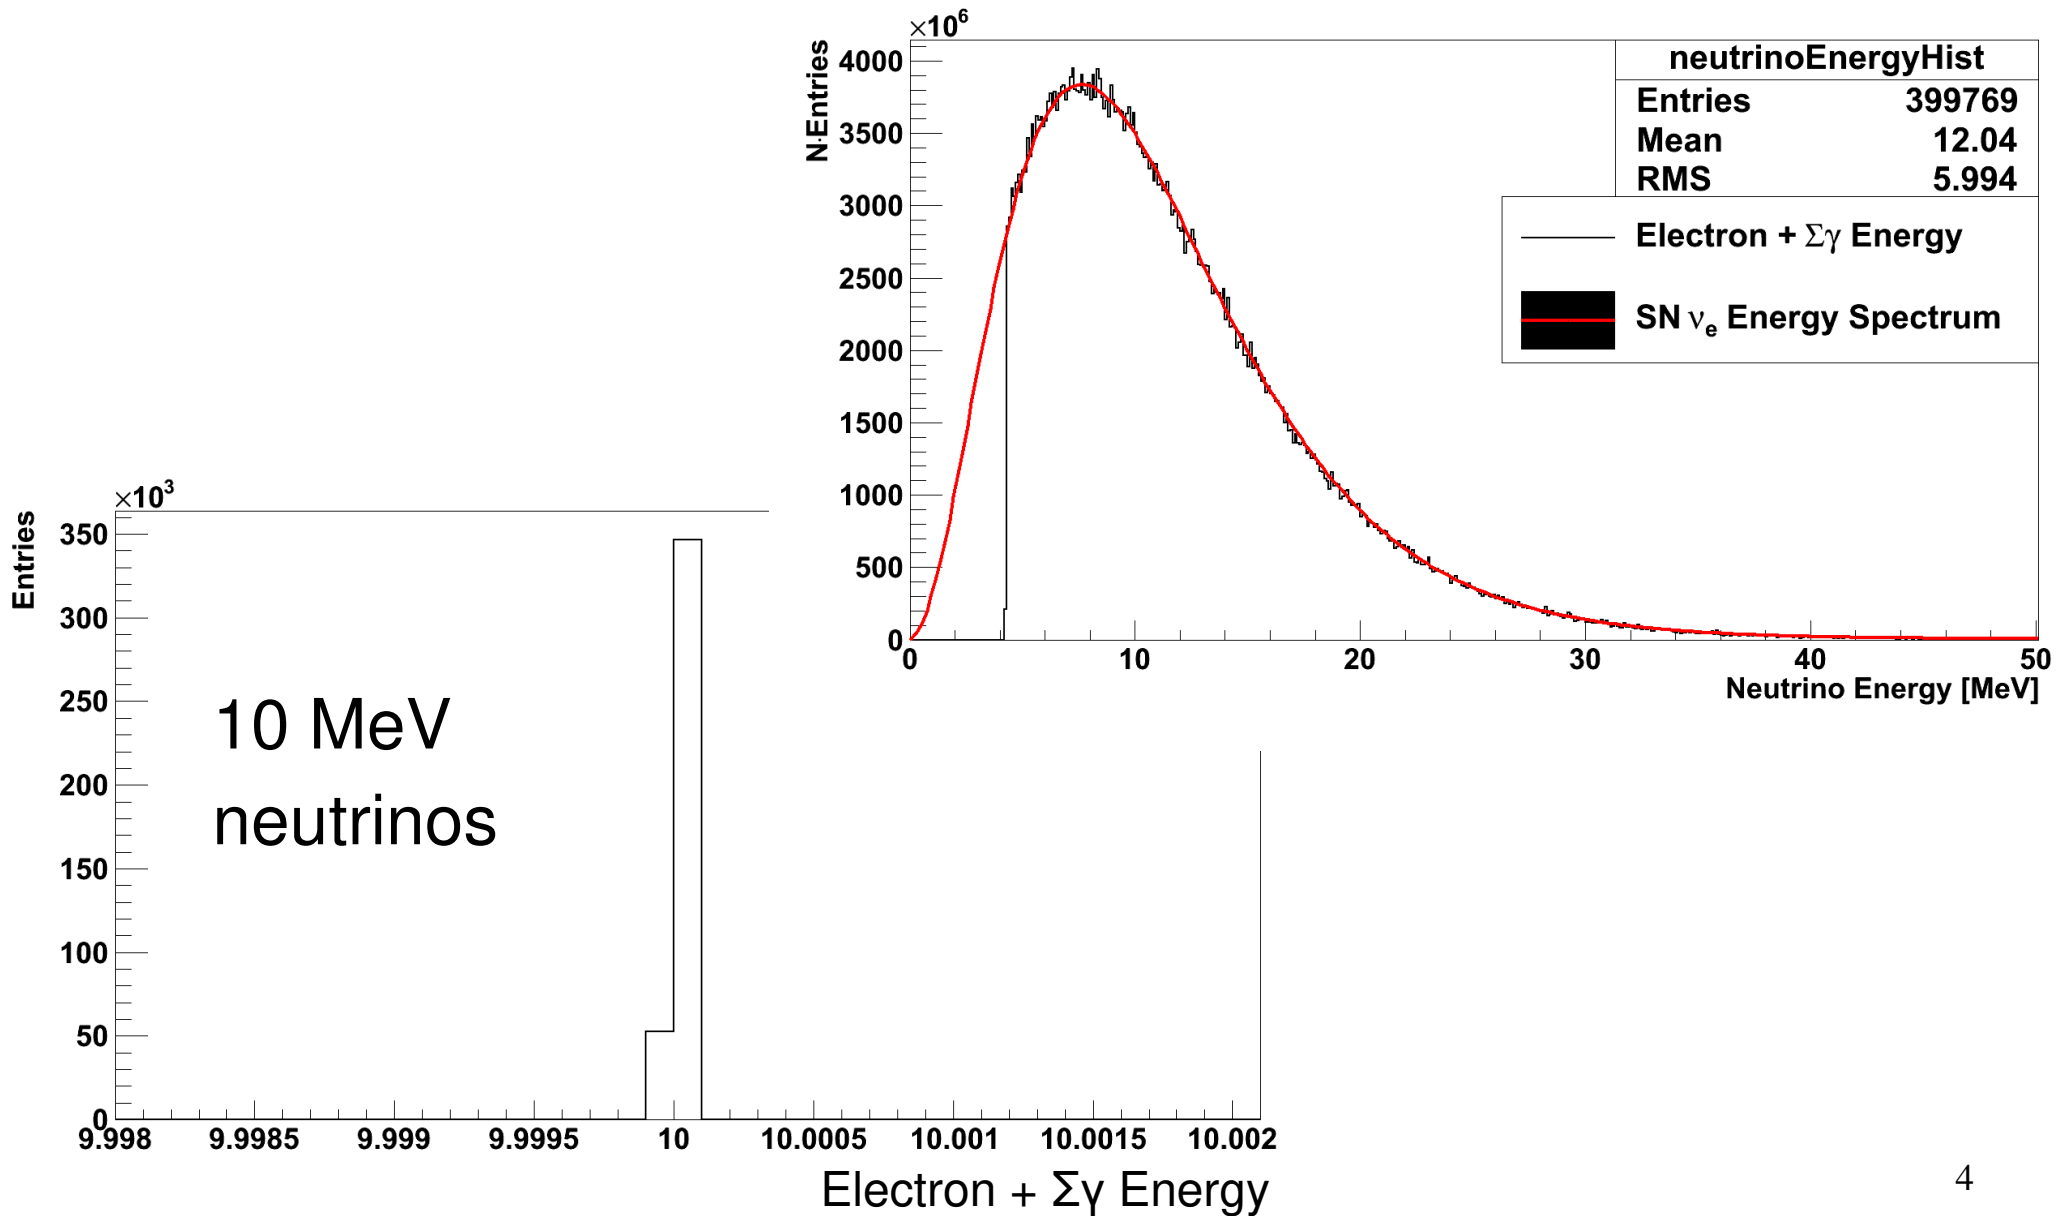 ×10⁶
N·Entries
4000
3500
3000
2500
2000
1500
1000
500
0
0 10 20 30 40 50
Neutrino Energy [MeV]
neutrinoEnergyHist
Entries 399769
Mean 12.04
RMS 5.994
Electron + Σγ Energy
SN νₑ Energy Spectrum
×10³
Entries
350
300
250
200
150
100
50
0
9.998 9.9985 9.999 9.9995 10 10.0005 10.001 10.0015 10.002
10 MeV
neutrinos
Electron + Σγ Energy
4